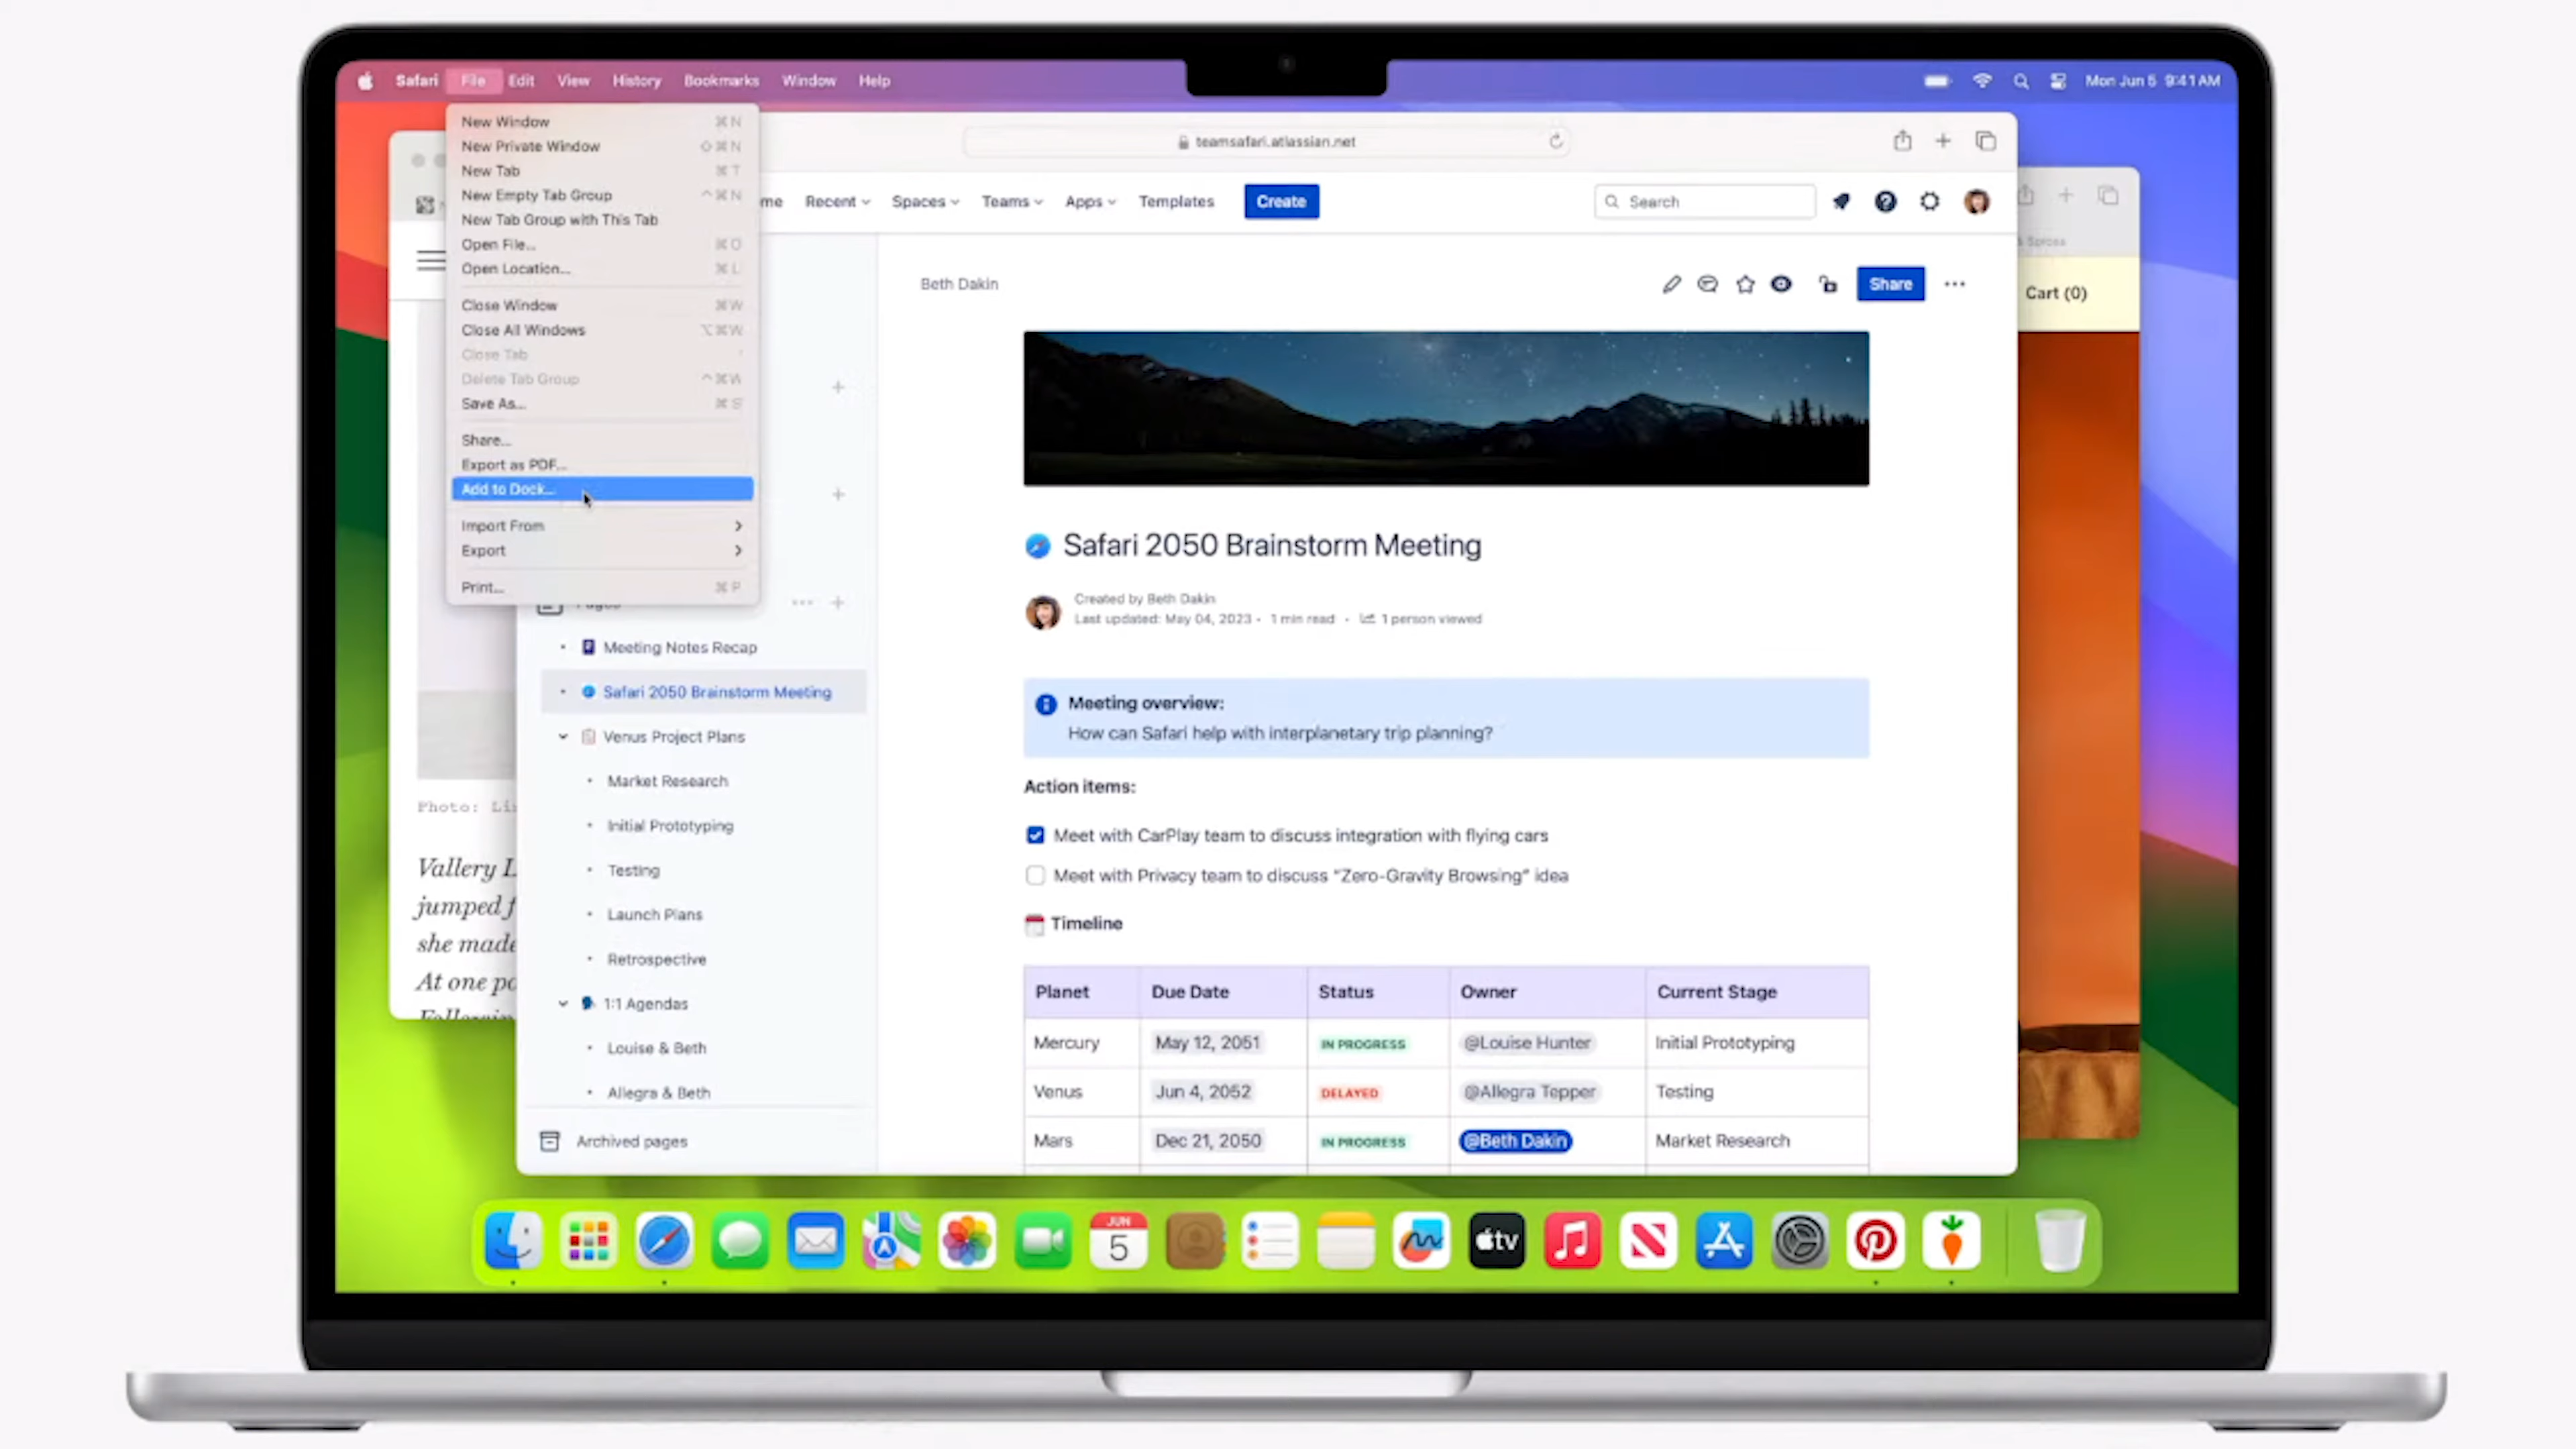 Safari File Edit View History Bookmarks Window Help
Mon Jun 5 9:41 AM
New Window ⌘N
New Private Window ⇧⌘N
New Tab ⌘T
New Empty Tab Group ^⌘N
New Tab Group with This Tab
Open File... ⌘O
Open Location... ⌘L
Close Window ⌘W
Close All Windows ⌥⌘W
Close Tab
Delete Tab Group ^⌘W
Save As... ⌘S
Share...
Export as PDF...
Add to Dock...
Import From
Export
Print... ⌘P
teamsafari.atlassian.net
Recent Spaces Teams Apps Templates Create
Search
Cart (0)
Beth Dakin
Share
Safari 2050 Brainstorm Meeting
Created by Beth Dakin
Last updated: May 04, 2023 • 1 min read • 1 person viewed
Meeting overview:
How can Safari help with interplanetary trip planning?
Action items:
Meet with CarPlay team to discuss integration with flying cars
Meet with Privacy team to discuss "Zero-Gravity Browsing" idea
Timeline
Planet Due Date Status Owner Current Stage
Mercury May 12, 2051 IN PROGRESS @Louise Hunter Initial Prototyping
Venus Jun 4, 2052 DELAYED @Allegra Tepper Testing
Mars Dec 21, 2050 IN PROGRESS @Beth Dakin Market Research
Pages
Meeting Notes Recap
Safari 2050 Brainstorm Meeting
Venus Project Plans
Market Research
Initial Prototyping
Testing
Launch Plans
Retrospective
1:1 Agendas
Louise & Beth
Allegra & Beth
Archived pages
Photo:
Vallery
jumped
she made
At one
JUN
5
tv